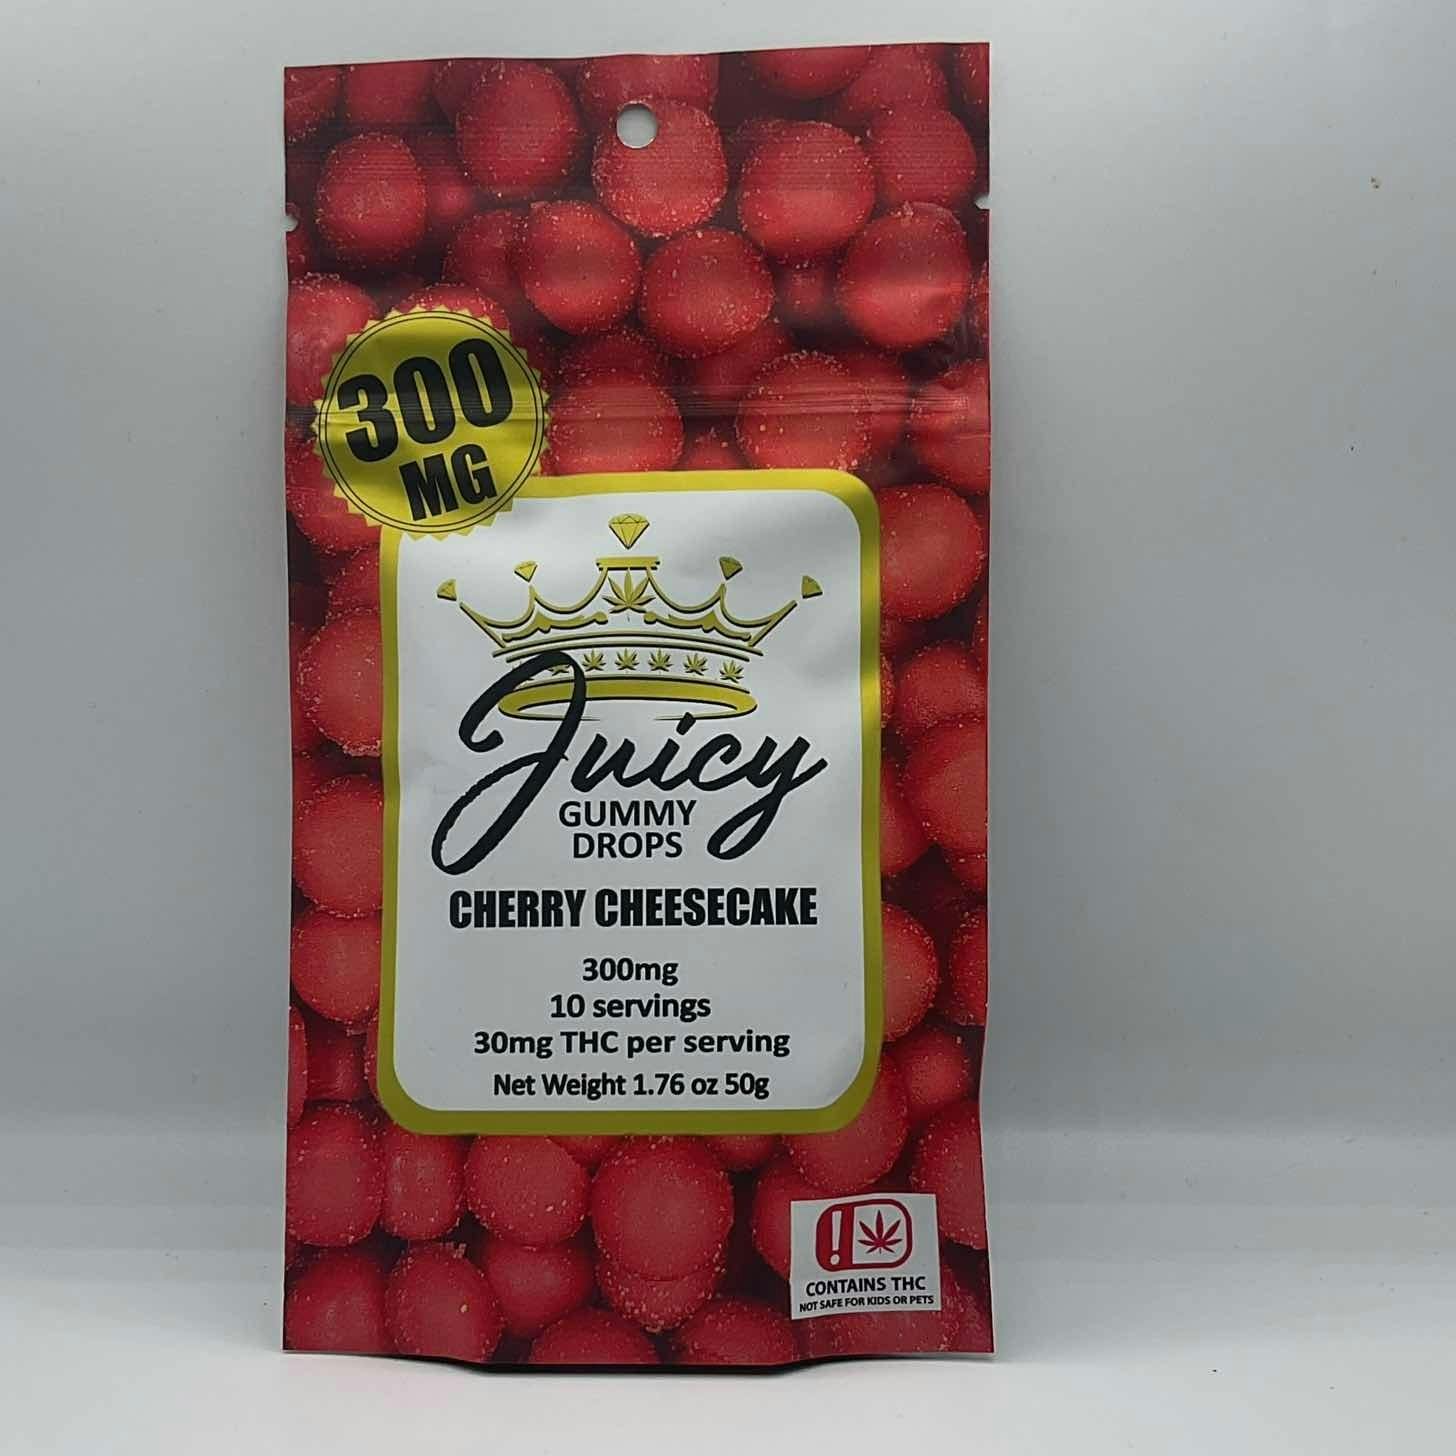 300
MG
Juicy
GUMMY
DROPS
CHERRY CHEESECAKE
300mg
10 servings
30mg THC per serving
Net Weight 1.76 oz 50g
!
CONTAINS THC
NOT SAFE FOR KIDS OR PETS